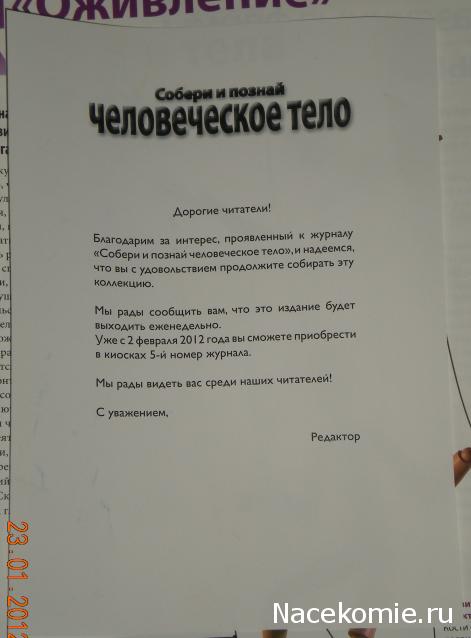 «Оживление»
Собери и познай
человеческое тело
Дорогие читатели!
Благодарим за интерес, проявленный к журналу
«Собери и познай человеческое тело», и надеемся,
что вы с удовольствием продолжите собирать эту
коллекцию.
Мы рады сообщить вам, что это издание будет
выходить еженедельно.
Уже с 2 февраля 2012 года вы сможете приобрести
в киосках 5-й номер журнала.
Мы рады видеть вас среди наших читателей!
С уважением,
Редактор
23 01 2012
Nacekomie.ru